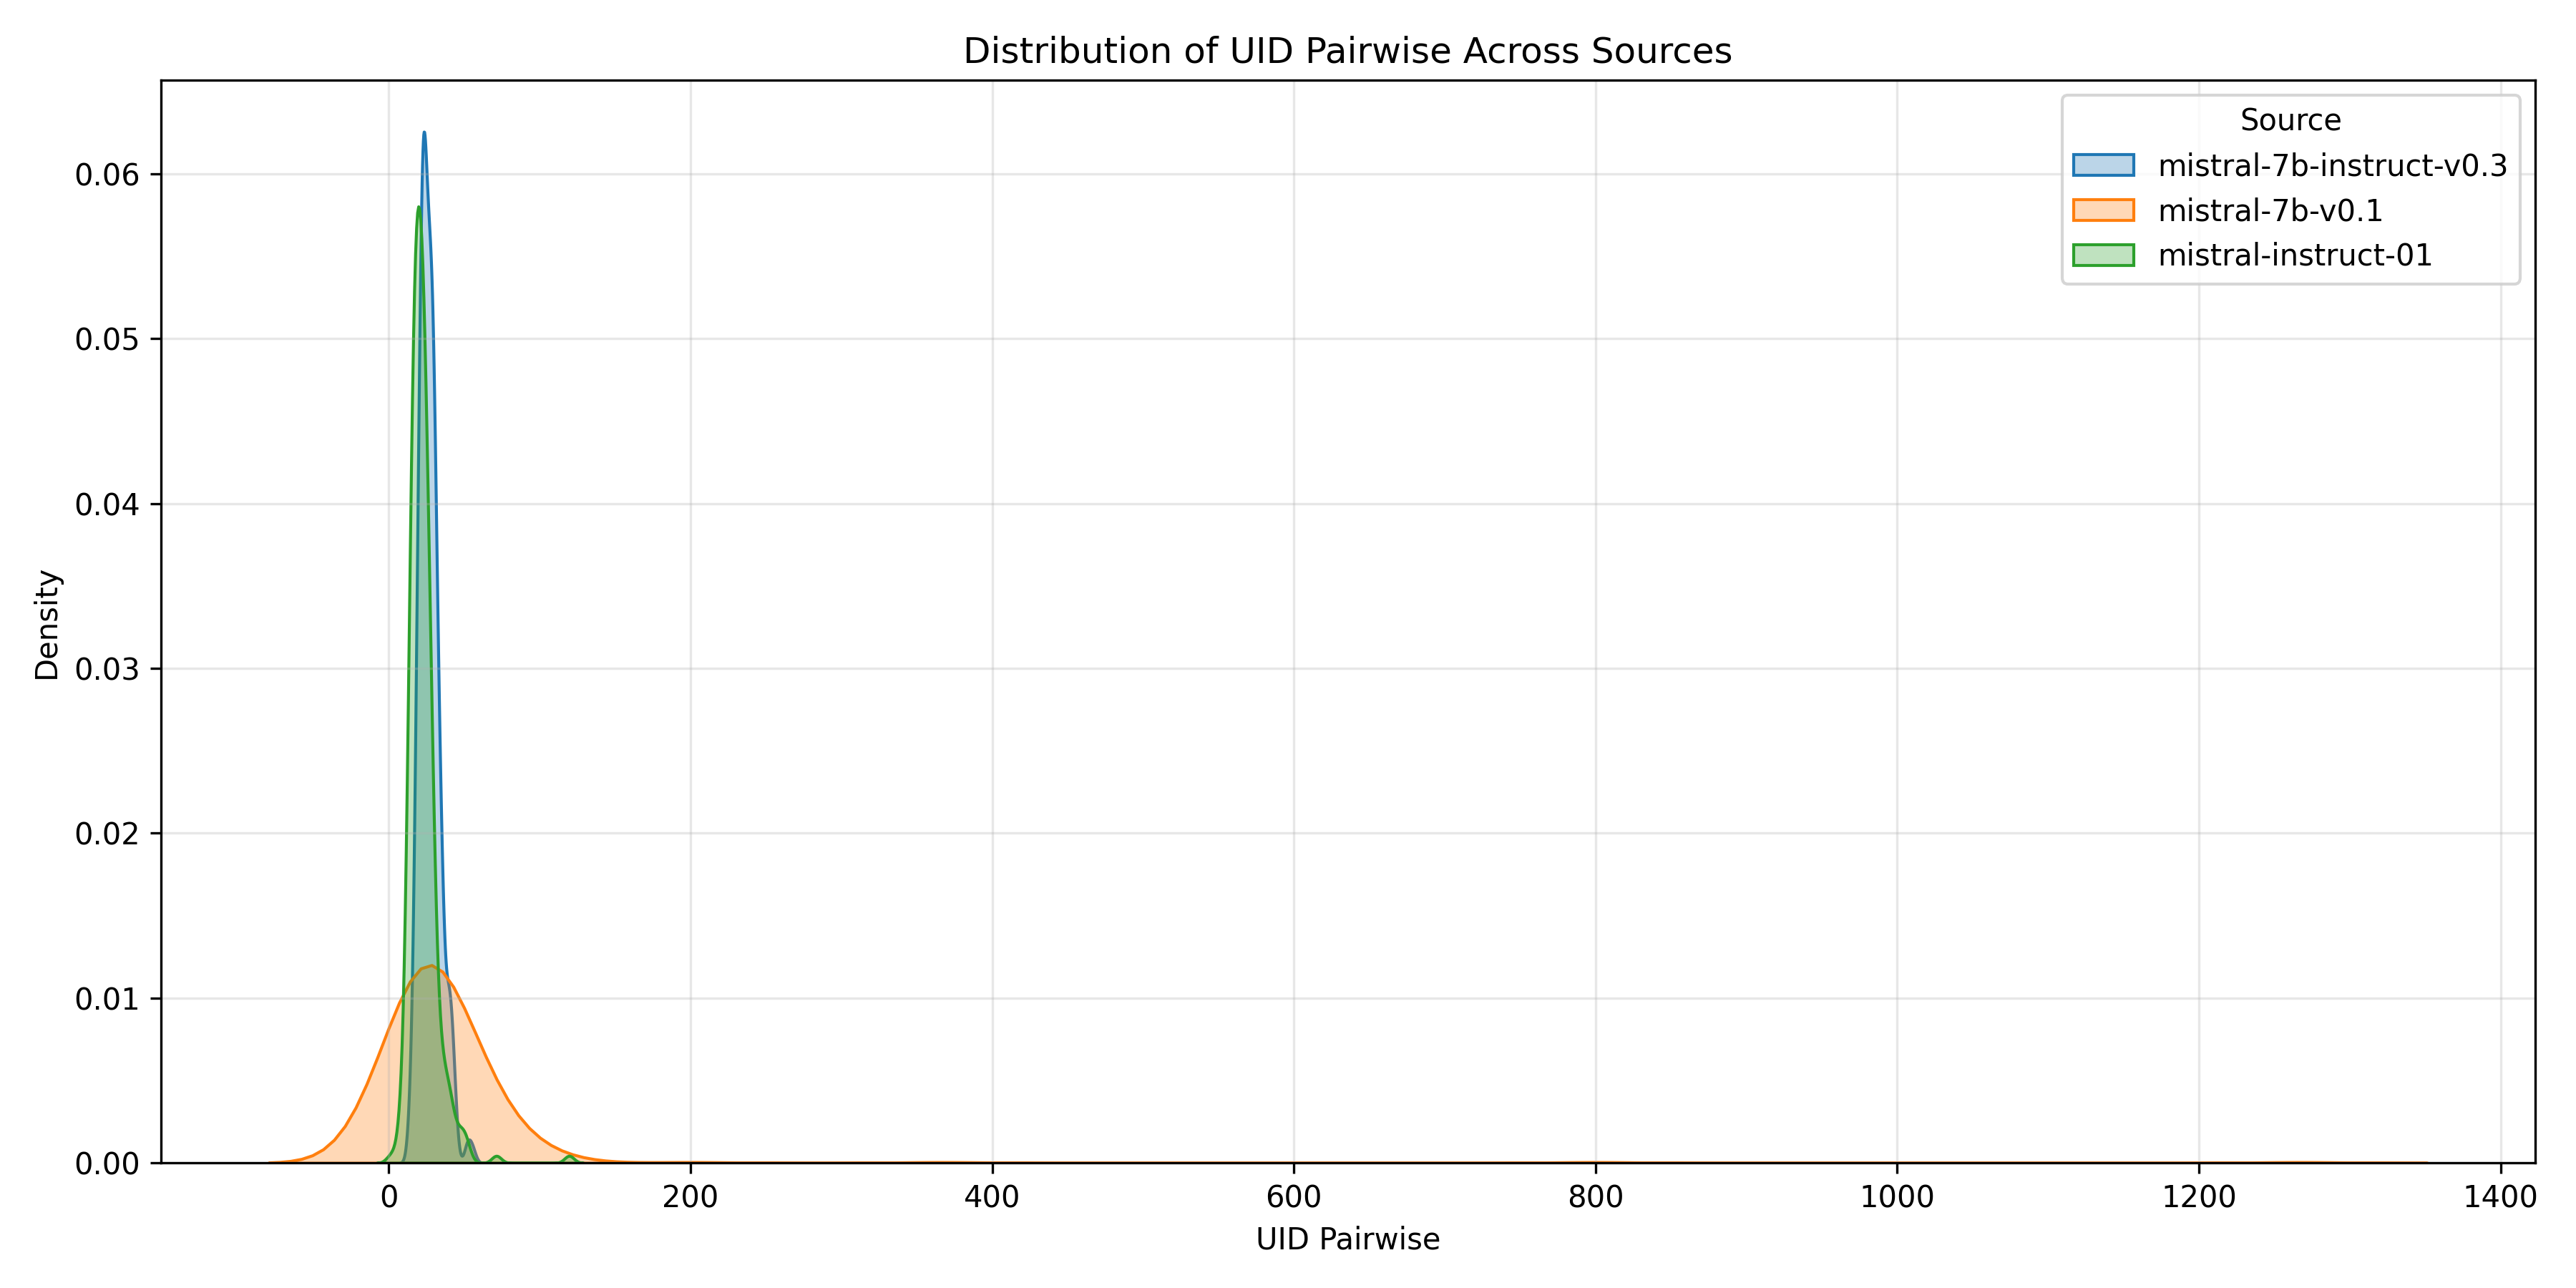 Distribution of UID Pairwise Across Sources
Source
mistral-7b-instruct-v0.3
mistral-7b-v0.1
mistral-instruct-01
0.06
0.05
0.04
0.03
0.02
0.01
0.00
Density
0 200 400 600 800 1000 1200 1400
UID Pairwise